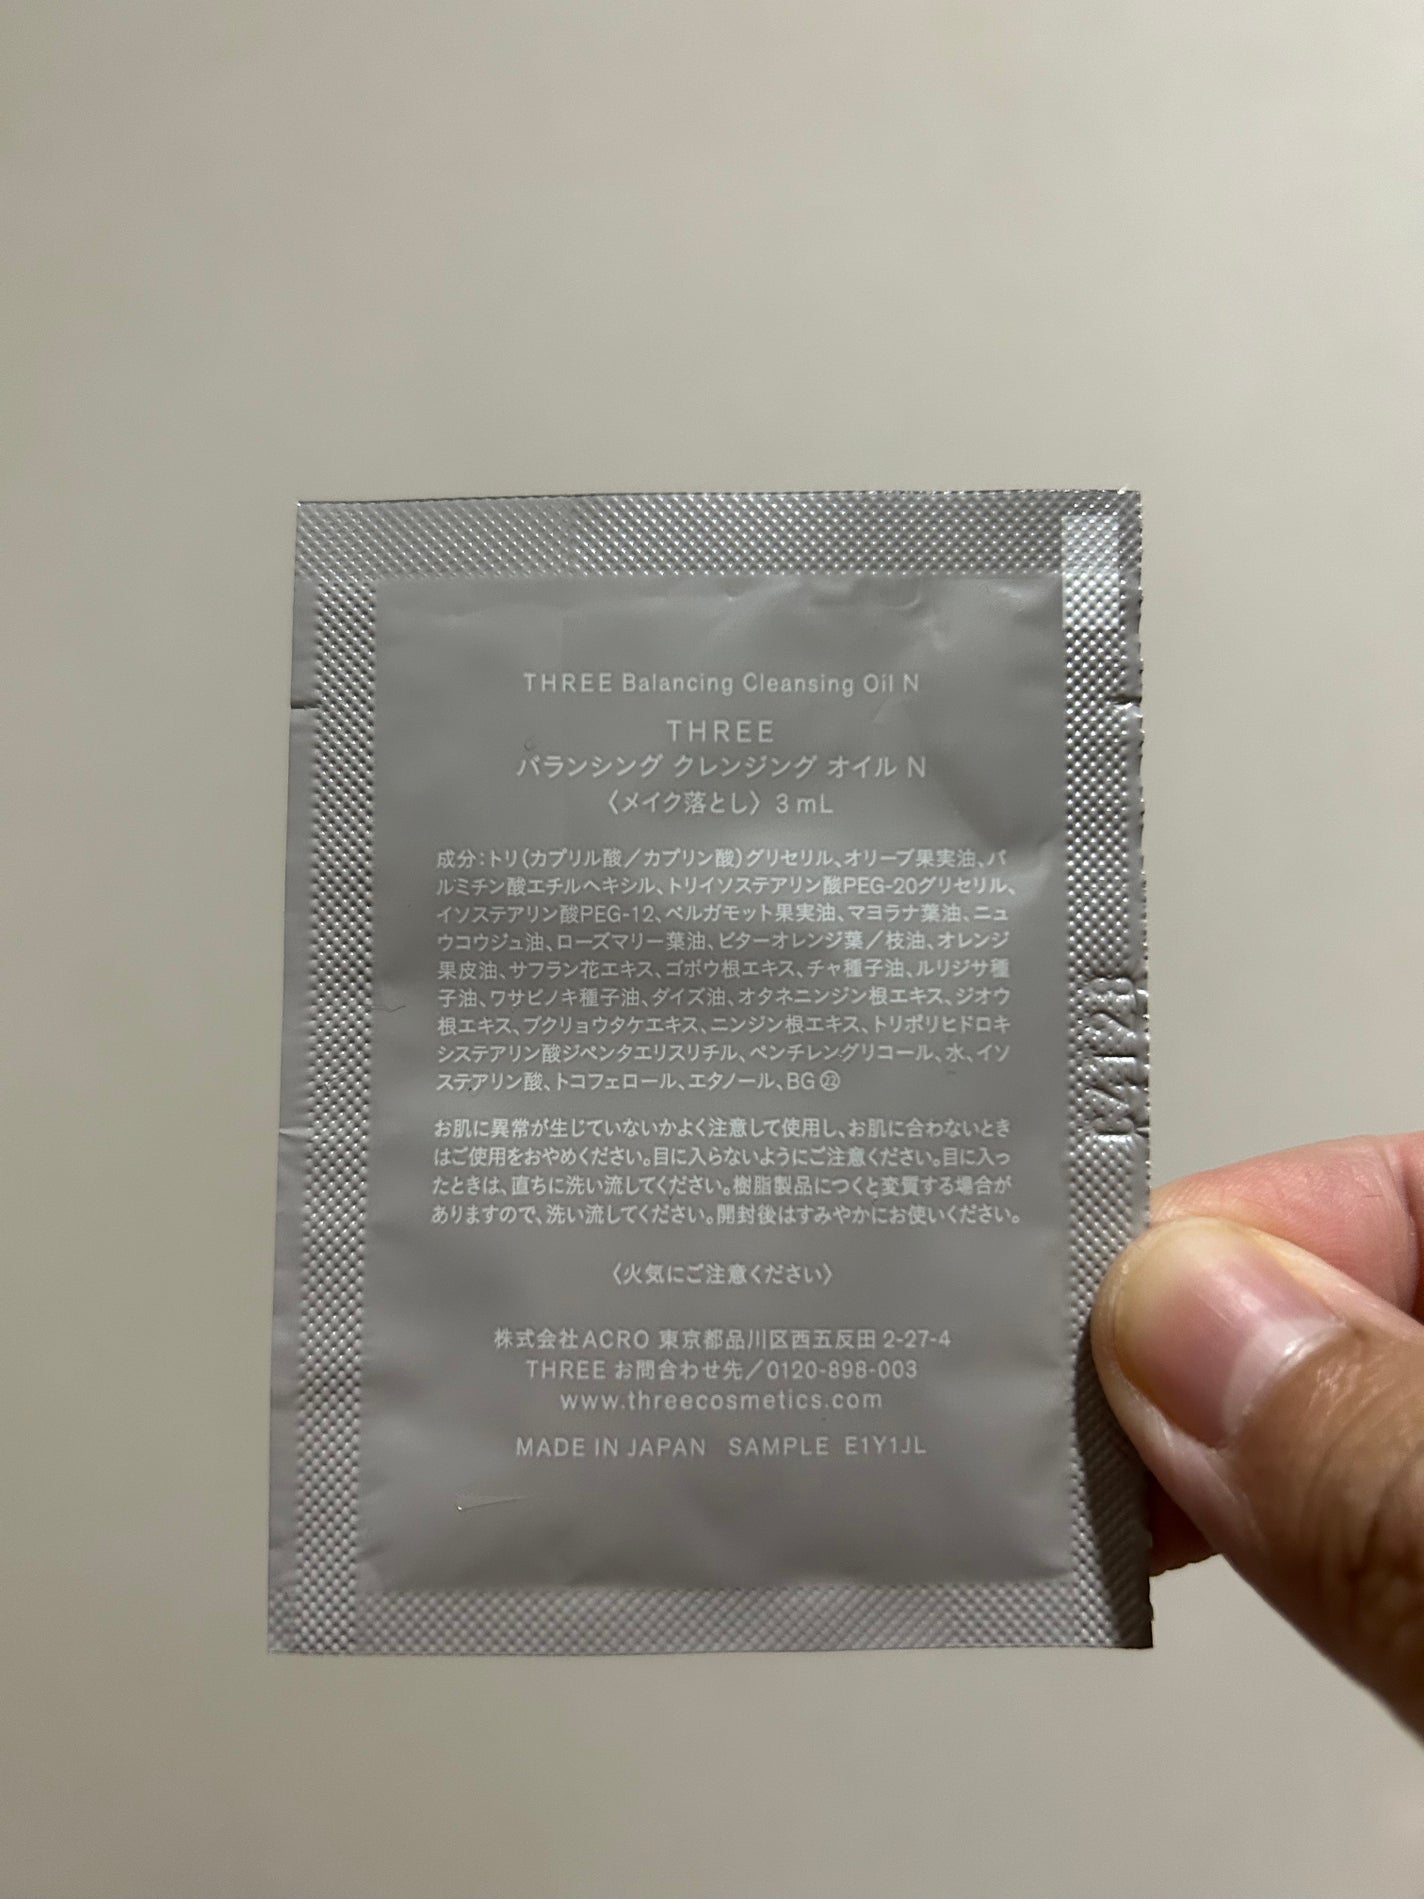 THREE Balancing Cleansing Oil N
THREE
バランシング クレンジング オイル N
〈メイク落とし〉 3 mL
成分：トリ（カプリル酸／カプリン酸）グリセリル、オリーブ果実油、パ
ルミチン酸エチルヘキシル、トリイソステアリン酸PEG-20グリセリル、
イソステアリン酸PEG-12、ベルガモット果実油、マヨラナ葉油、ニュ
ウコウジュ油、ローズマリー葉油、ビターオレンジ葉／枝油、オレンジ
果皮油、サフラン花エキス、ゴボウ根エキス、チャ種子油、ルリジサ種
子油、ワサビノキ種子油、ダイズ油、オタネニンジン根エキス、ジオウ
根エキス、ブクリョウタケエキス、ニンジン根エキス、トリポリヒドロキ
システアリン酸ジペンタエリスリチル、ペンチレングリコール、水、イソ
ステアリン酸、トコフェロール、エタノール、BG ㉒
お肌に異常が生じていないかよく注意して使用し、お肌に合わないとき
はご使用をおやめください。目に入らないようにご注意ください。目に入っ
たときは、直ちに洗い流してください。樹脂製品につくと変質する場合が
ありますので、洗い流してください。開封後はすみやかにお使いください。
〈火気にご注意ください〉
株式会社ACRO 東京都品川区西五反田 2-27-4
THREE お問合わせ先／0120-898-003
www.threecosmetics.com
MADE IN JAPAN SAMPLE E1Y1JL